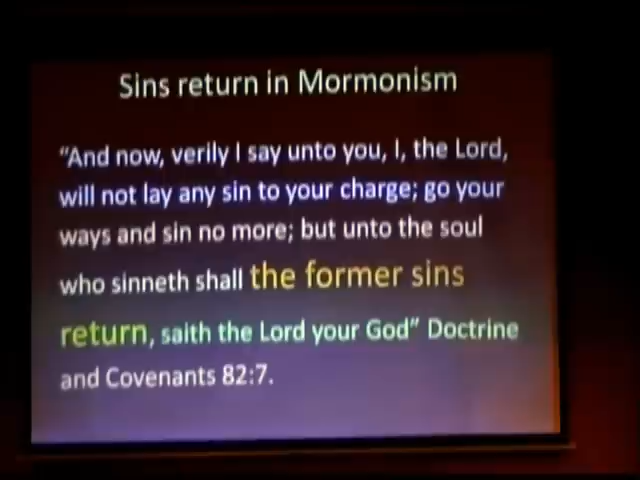 Sins return in Mormonism
“And now, verily I say unto you, I, the Lord,
will not lay any sin to your charge; go your
ways and sin no more; but unto the soul
who sinneth shall the former sins
return, saith the Lord your God” Doctrine
and Covenants 82:7.